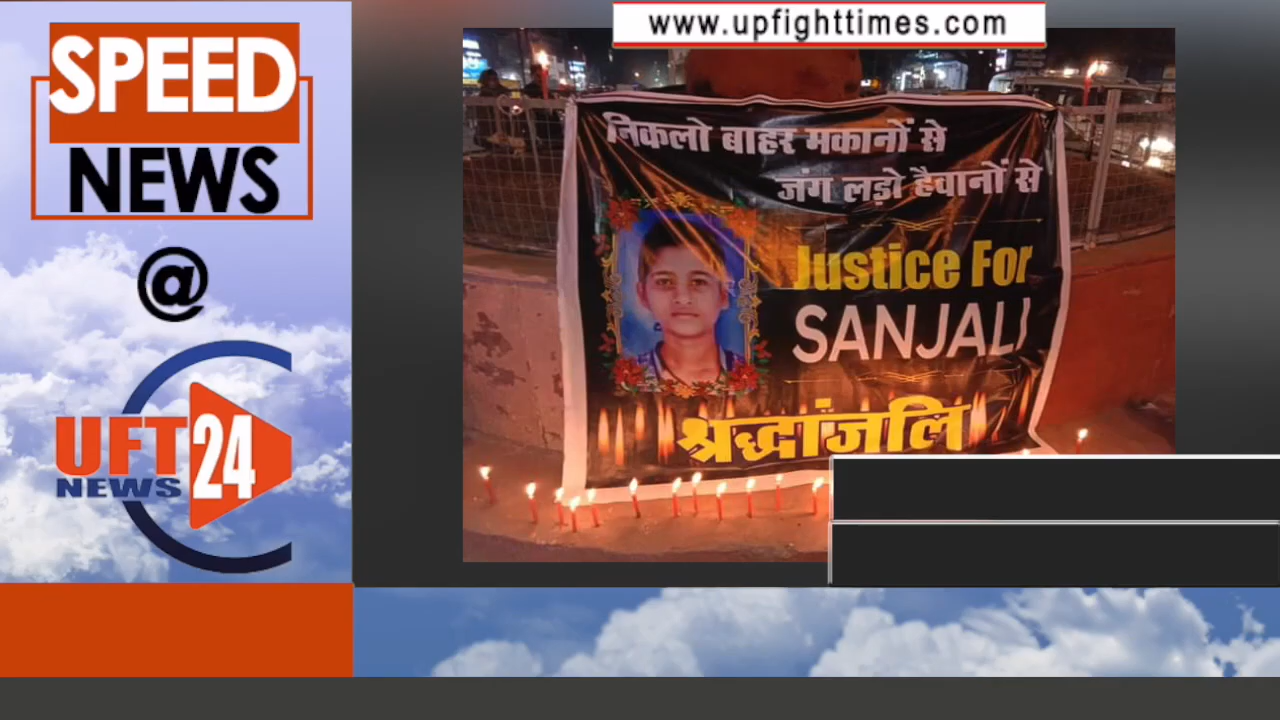 www.upfighttimes.com
SPEED
NEWS
@
UFT 24
NEWS
निकलो बाहर मकानों से
जंग लड़ो हैवानों से
Justice For
SANJALI
श्रद्धांजलि